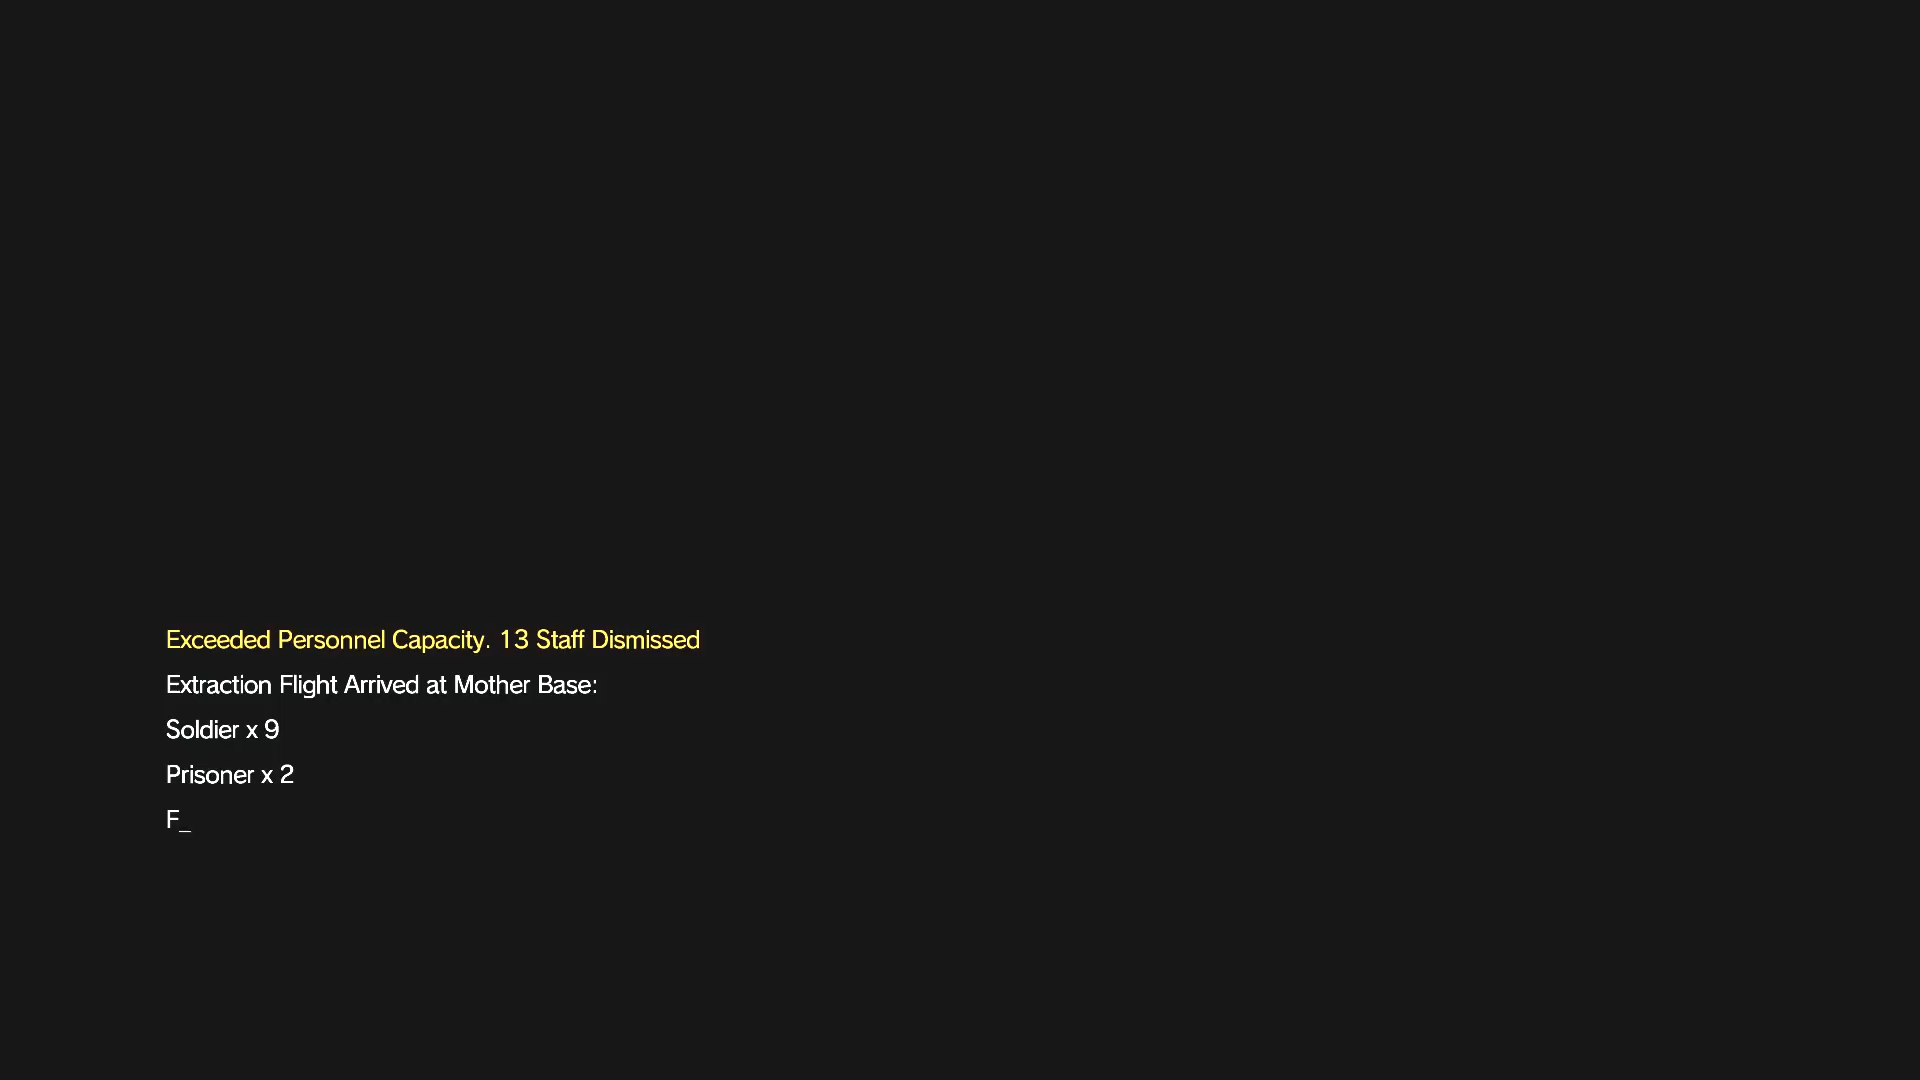 Exceeded Personnel Capacity. 13 Staff Dismissed
Extraction Flight Arrived at Mother Base:
Soldier x 9
Prisoner x 2
F_